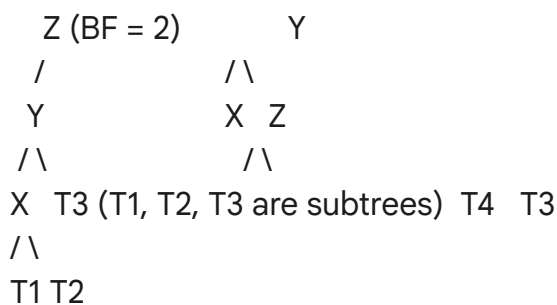 Z (BF = 2) Y
/ / \
Y X Z
/ \ / \
X T3 (T1, T2, T3 are subtrees) T4 T3
/ \
T1 T2